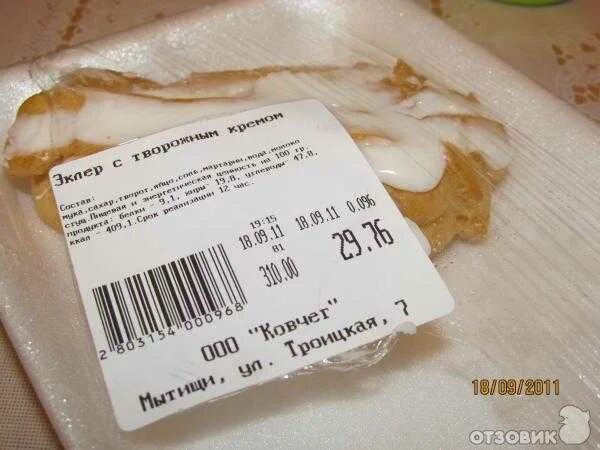 Эклер с творожным кремом
Состав:
мука,сахар,творог,яйцо,соль,маргарин,вода,молоко
сгущ.Пищевая и энергетическая ценность на 100 гр.
продукта: белки - 9,1, жиры- 19.8, углеводы- 47.8,
ккал - 409,1.Срок реализации 12 час.
19:15
18.09.11 18.09.11 0.096
81
310.00 29.76
2 803154 000968
ООО "Ковчег"
Мытищи, ул. Троицкая, 7
18/09/2011
ОТЗОВИК